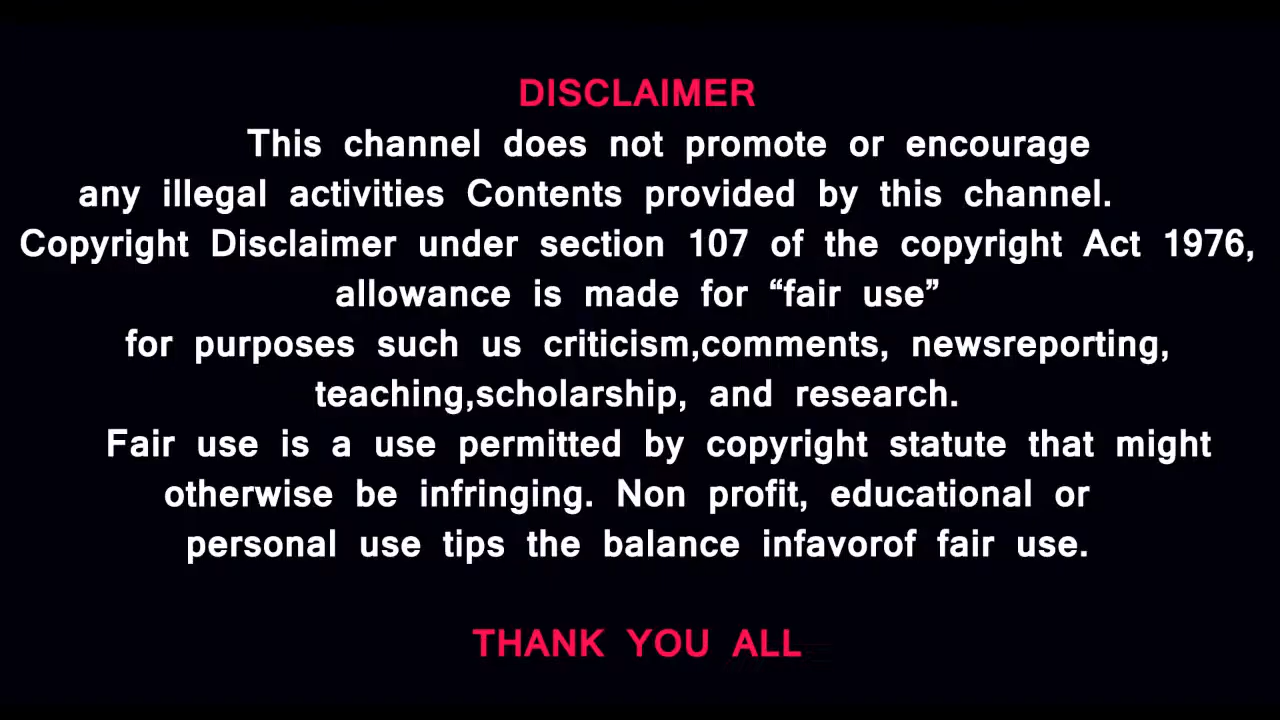 DISCLAIMER
This channel does not promote or encourage
any illegal activities Contents provided by this channel.
Copyright Disclaimer under section 107 of the copyright Act 1976,
allowance is made for “fair use”
for purposes such us criticism,comments, newsreporting,
teaching,scholarship, and research.
Fair use is a use permitted by copyright statute that might
otherwise be infringing. Non profit, educational or
personal use tips the balance infavorof fair use.
THANK YOU ALL